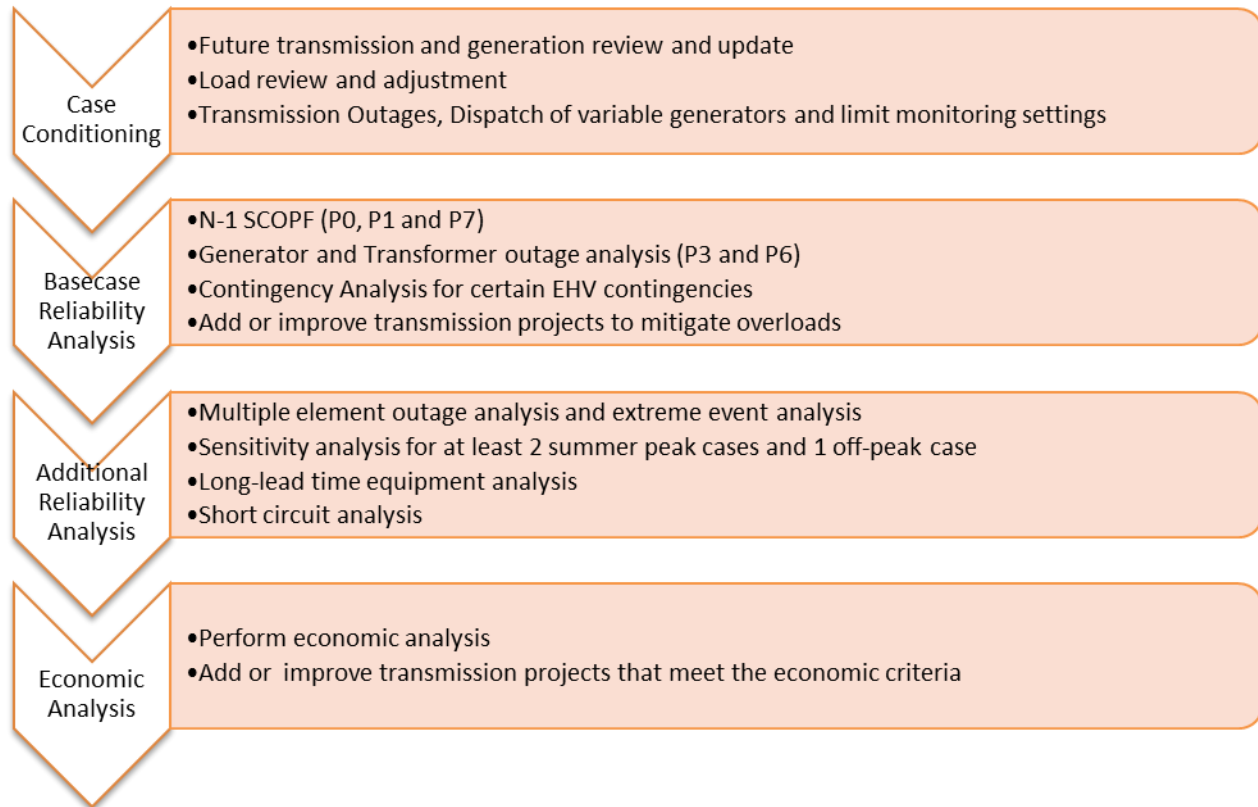 Case
Conditioning
•Future transmission and generation review and update
•Load review and adjustment
•Transmission Outages, Dispatch of variable generators and limit monitoring settings
Basecase
Reliability
Analysis
•N-1 SCOPF (P0, P1 and P7)
•Generator and Transformer outage analysis (P3 and P6)
•Contingency Analysis for certain EHV contingencies
•Add or improve transmission projects to mitigate overloads
Additional
Reliability
Analysis
•Multiple element outage analysis and extreme event analysis
•Sensitivity analysis for at least 2 summer peak cases and 1 off-peak case
•Long-lead time equipment analysis
•Short circuit analysis
Economic
Analysis
•Perform economic analysis
•Add or improve transmission projects that meet the economic criteria